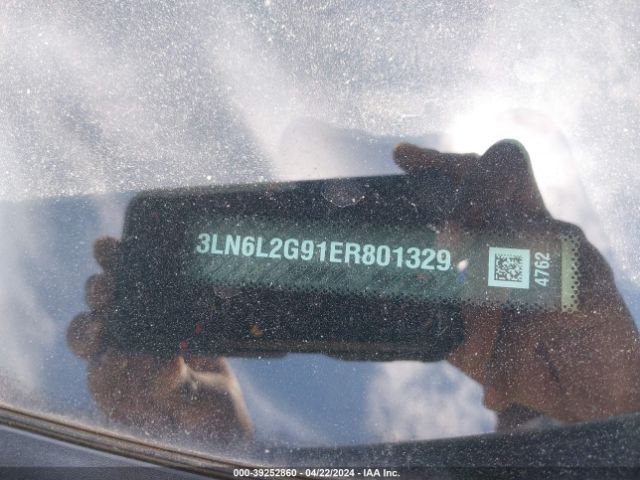 3LN6L2G91ER801329
4762
000-39252860 - 04/22/2024 - IAA Inc.